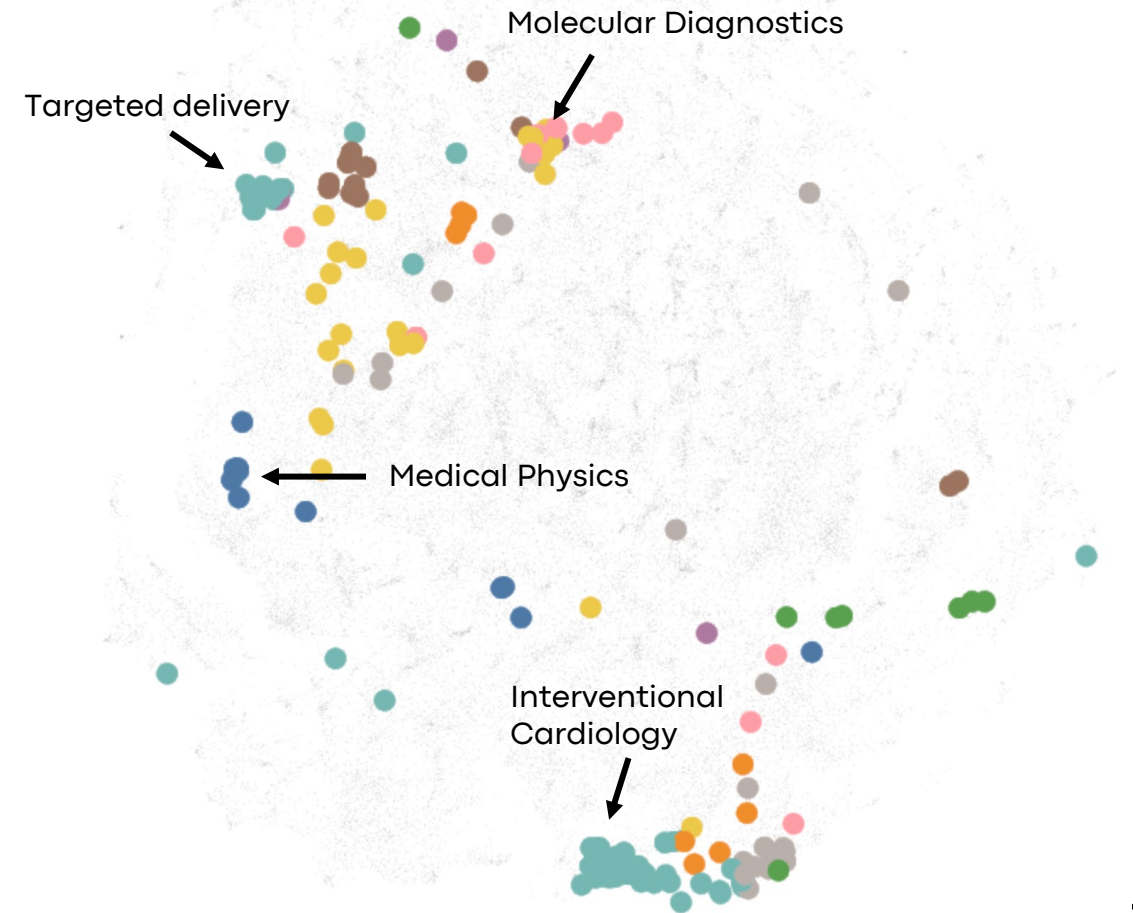 Molecular Diagnostics
Targeted delivery
Medical Physics
Interventional
Cardiology